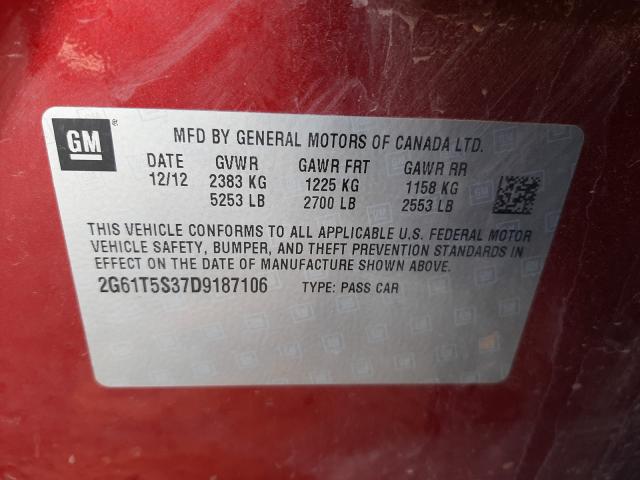 GM ®
MFD BY GENERAL MOTORS OF CANADA LTD.
DATE GVWR GAWR FRT GAWR RR
12/12 2383 KG 1225 KG 1158 KG
5253 LB 2700 LB 2553 LB
THIS VEHICLE CONFORMS TO ALL APPLICABLE U.S. FEDERAL MOTOR
VEHICLE SAFETY, BUMPER, AND THEFT PREVENTION STANDARDS IN
EFFECT ON THE DATE OF MANUFACTURE SHOWN ABOVE.
2G61T5S37D9187106 TYPE: PASS CAR